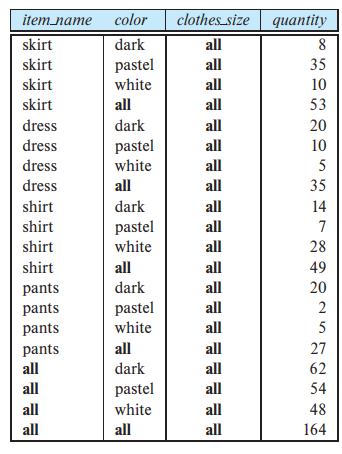 item_name color clothes_size quantity
skirt dark all 8
skirt pastel all 35
skirt white all 10
skirt all all 53
dress dark all 20
dress pastel all 10
dress white all 5
dress all all 35
shirt dark all 14
shirt pastel all 7
shirt white all 28
shirt all all 49
pants dark all 20
pants pastel all 2
pants white all 5
pants all all 27
all dark all 62
all pastel all 54
all white all 48
all all all 164